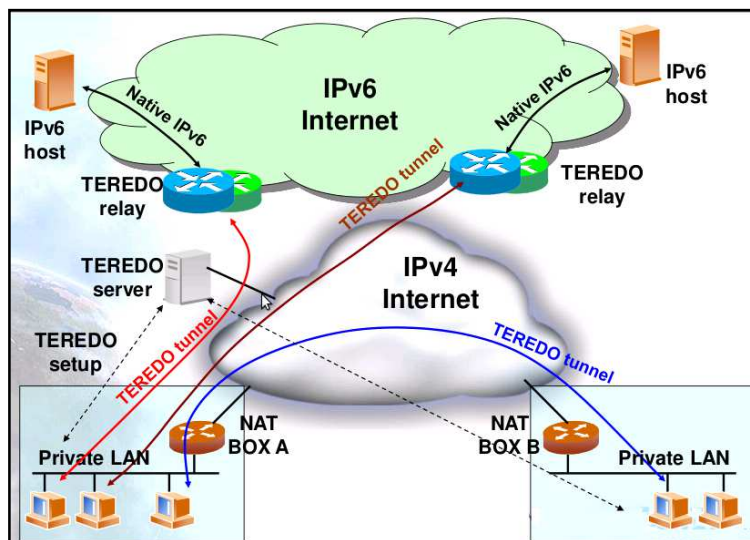 IPv6
host
Native IPv6
IPv6
Internet
Native IPv6
IPv6
host
TEREDO
relay
TEREDO tunnel
TEREDO
relay
TEREDO
server
IPv4
Internet
TEREDO
setup
TEREDO tunnel
TEREDO tunnel
NAT
BOX A
NAT
BOX B
Private LAN
Private LAN